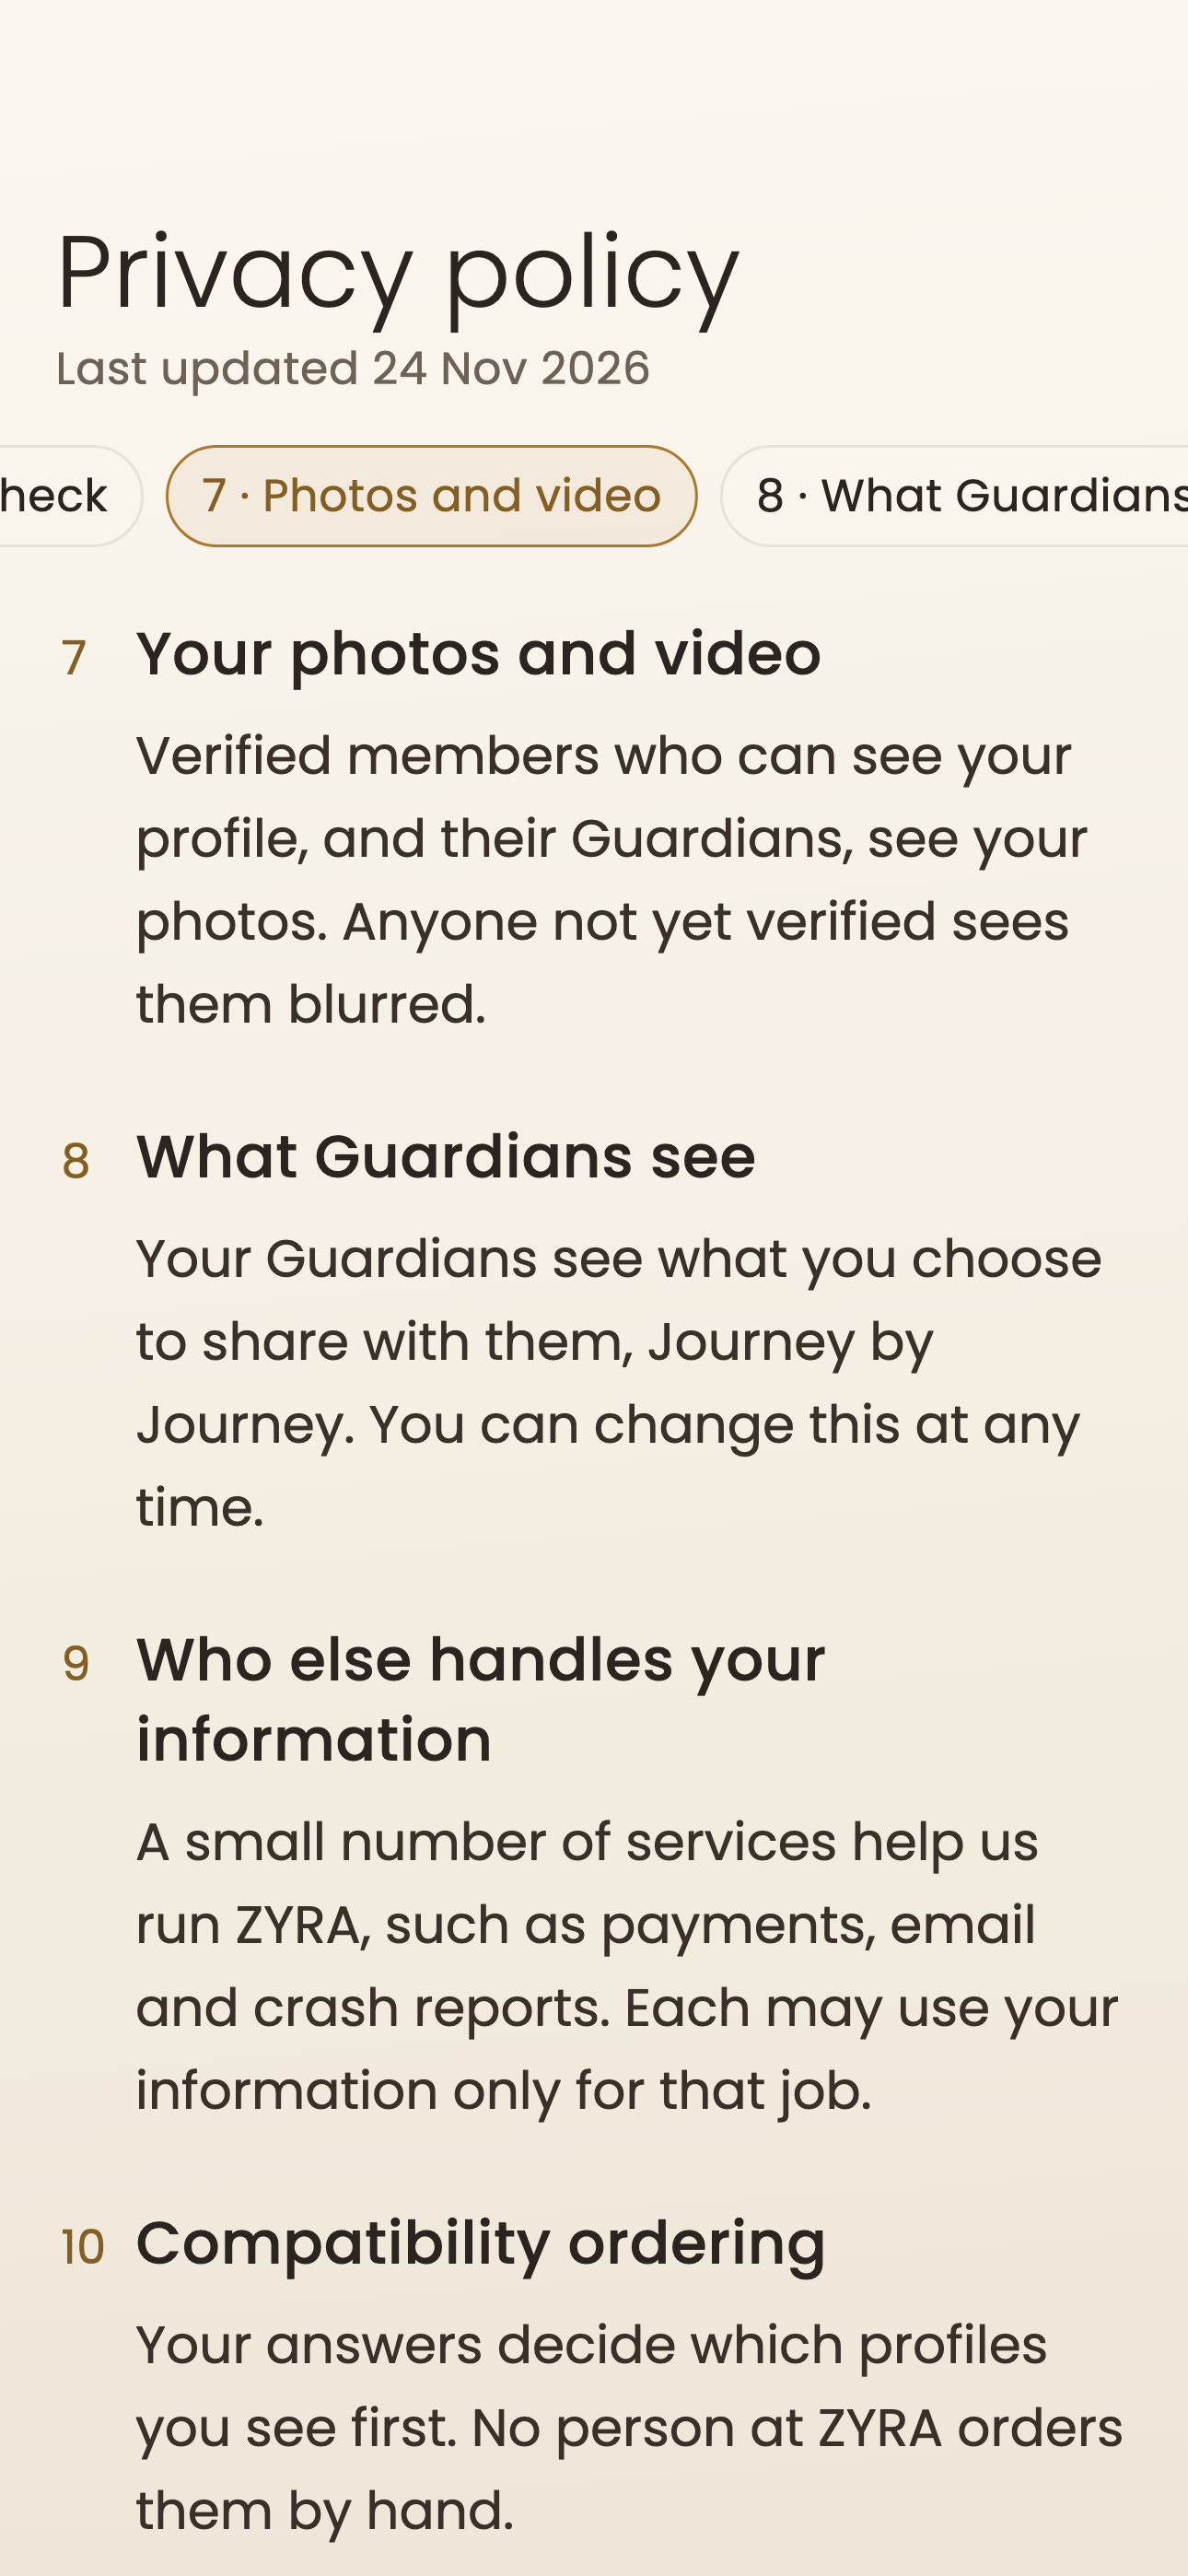 Privacy policy
Last updated 24 Nov 2026
heck
7 · Photos and video
8 · What Guardians
7 Your photos and video
Verified members who can see your
profile, and their Guardians, see your
photos. Anyone not yet verified sees
them blurred.
8 What Guardians see
Your Guardians see what you choose
to share with them, Journey by
Journey. You can change this at any
time.
9 Who else handles your
information
A small number of services help us
run ZYRA, such as payments, email
and crash reports. Each may use your
information only for that job.
10 Compatibility ordering
Your answers decide which profiles
you see first. No person at ZYRA orders
them by hand.